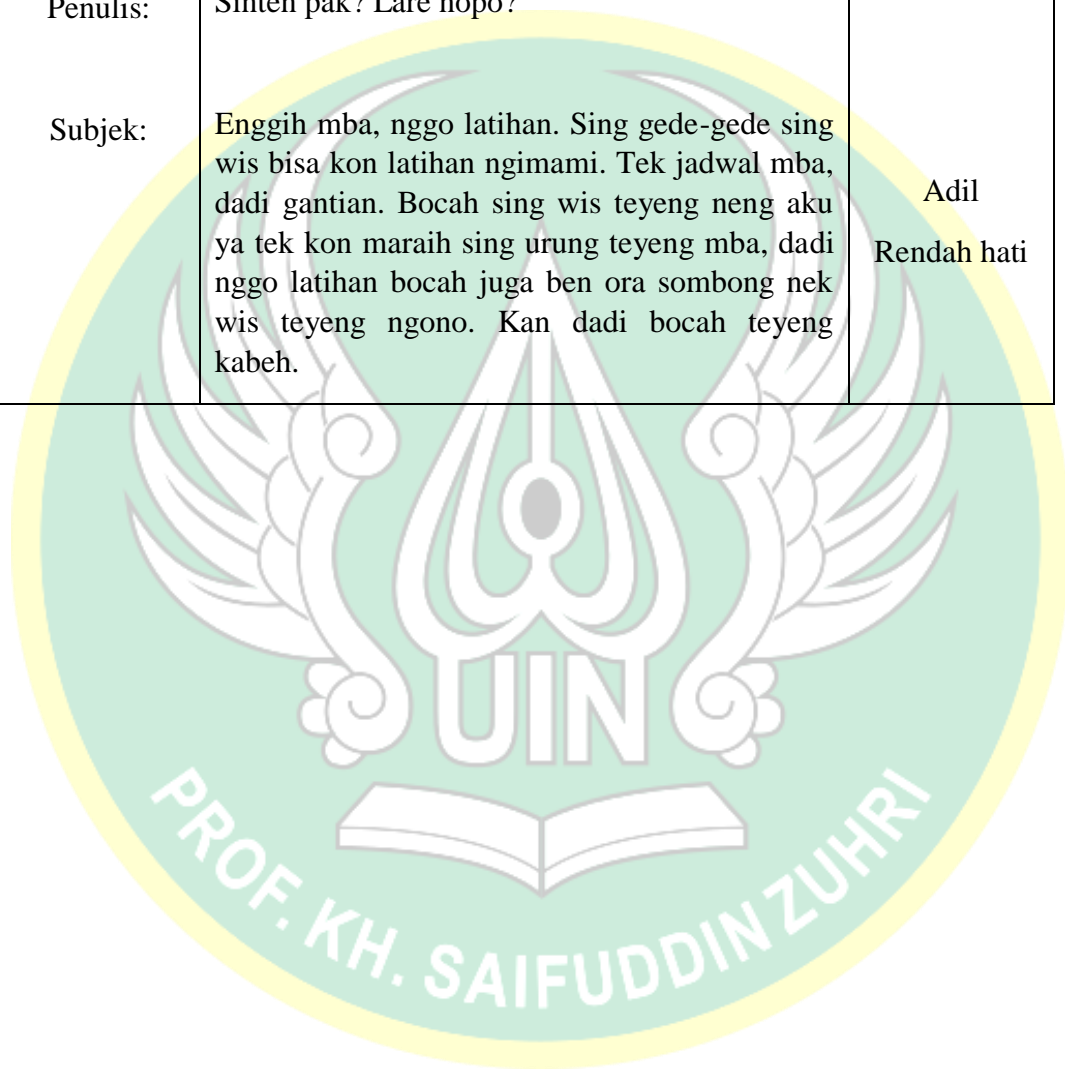 Penulis:
Sinten pak? Lare nopo?
Subjek:
Enggih mba, nggo latihan. Sing gede-gede sing
wis bisa kon latihan ngimami. Tek jadwal mba,
dadi gantian. Bocah sing wis teyeng neng aku
ya tek kon maraih sing urung teyeng mba, dadi
nggo latihan bocah juga ben ora sombong nek
wis teyeng ngono. Kan dadi bocah teyeng
kabeh.
Adil
Rendah hati
UIN
PROF. KH. SAIFUDDIN ZUHRI